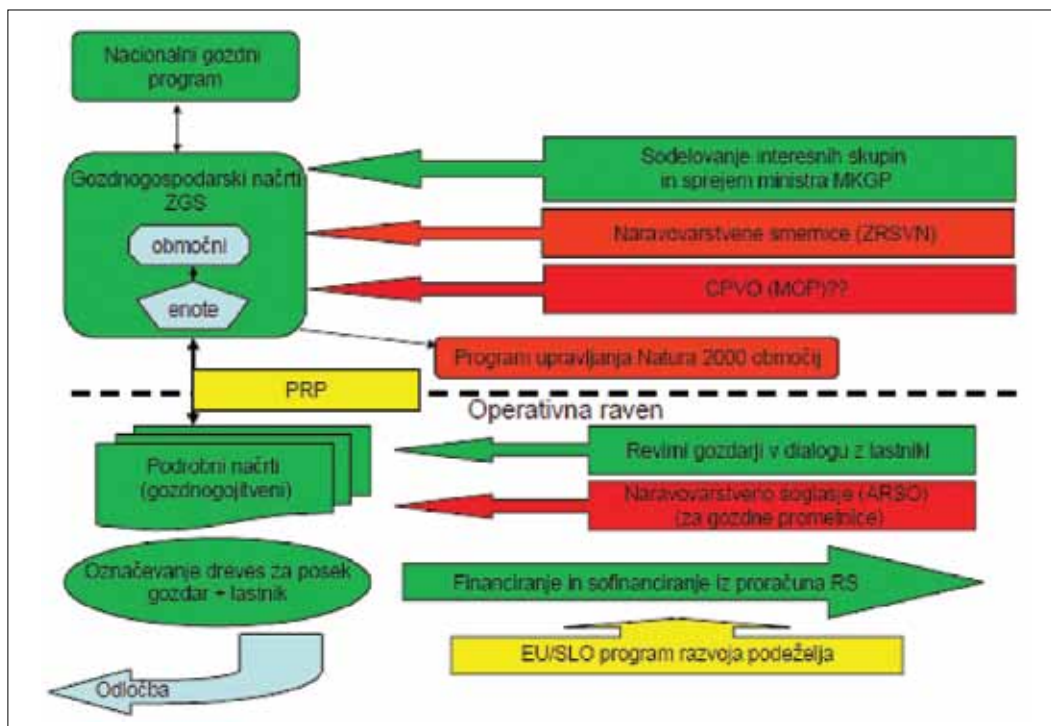 Nacionalni gozdni
program
Gozdnogospodarski načrti
ZGS
območni
enote
Sodelovanje interesnih skupin
in sprejem ministra MKGP
Naravovarstvene smernice (ZRSVN)
CPVO (MOP)??
Program upravljanja Natura 2000 območij
PRP
Operativna raven
Podrobni načrti
(gozdnogojitveni)
Revirni gozdarji v dialogu z lastniki
Naravovarstveno soglasje (ARSO)
(za gozdne prometnice)
Označevanje dreves za posek
gozdar + lastnik
Financiranje in sofinanciranje iz proračuna RS
EU/SLO program razvoja podeželja
Odločba